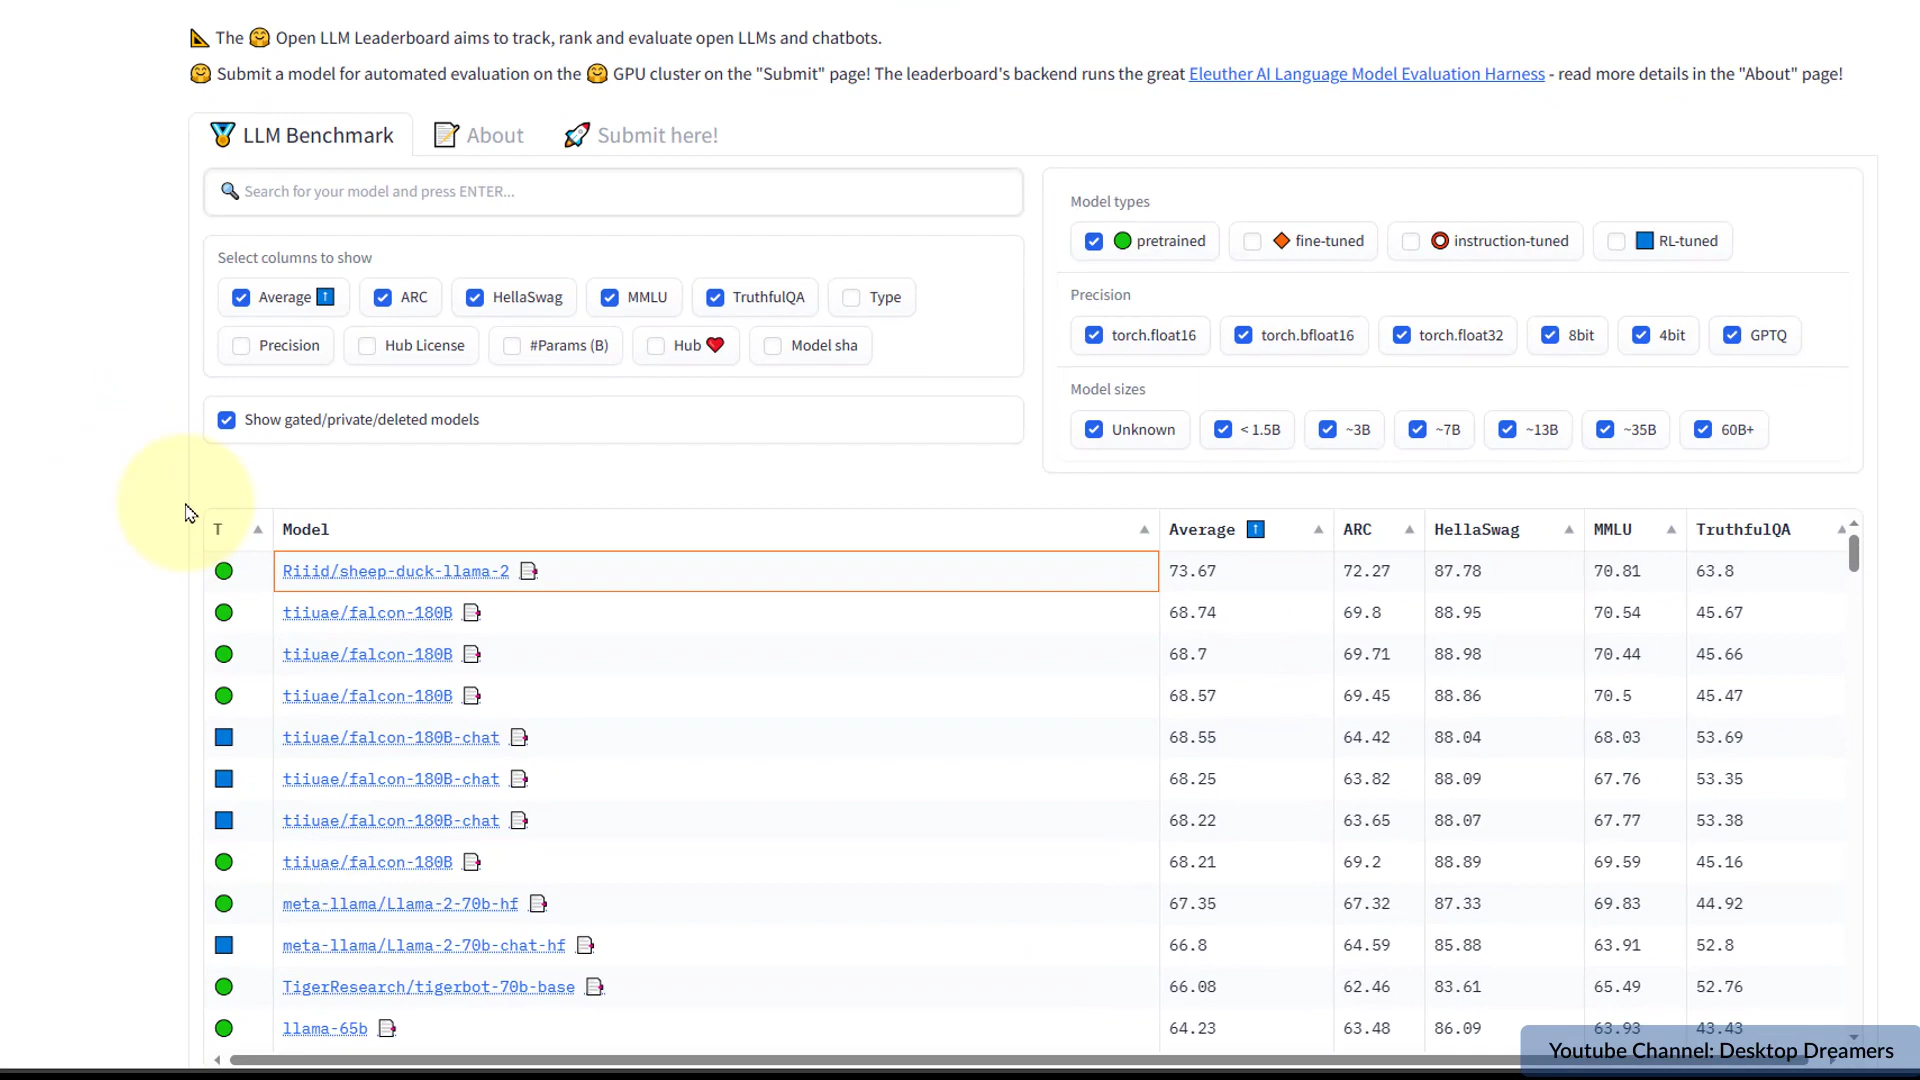 The Open LLM Leaderboard aims to track, rank and evaluate open LLMs and chatbots.
Submit a model for automated evaluation on the GPU cluster on the "Submit" page! The leaderboard's backend runs the great Eleuther AI Language Model Evaluation Harness - read more details in the "About" page!
LLM Benchmark About Submit here!
Search for your model and press ENTER...
Select columns to show
Average ARC HellaSwag MMLU TruthfulQA Type
Precision Hub License #Params (B) Hub Model sha
Show gated/private/deleted models
Model types
pretrained fine-tuned instruction-tuned RL-tuned
Precision
torch.float16 torch.bfloat16 torch.float32 8bit 4bit GPTQ
Model sizes
Unknown < 1.5B ~3B ~7B ~13B ~35B 60B+
T Model Average ARC HellaSwag MMLU TruthfulQA
Riiid/sheep-duck-llama-2 73.67 72.27 87.78 70.81 63.8
tiiuae/falcon-180B 68.74 69.8 88.95 70.54 45.67
tiiuae/falcon-180B 68.7 69.71 88.98 70.44 45.66
tiiuae/falcon-180B 68.57 69.45 88.86 70.5 45.47
tiiuae/falcon-180B-chat 68.55 64.42 88.04 68.03 53.69
tiiuae/falcon-180B-chat 68.25 63.82 88.09 67.76 53.35
tiiuae/falcon-180B-chat 68.22 63.65 88.07 67.77 53.38
tiiuae/falcon-180B 68.21 69.2 88.89 69.59 45.16
meta-llama/Llama-2-70b-hf 67.35 67.32 87.33 69.83 44.92
meta-llama/Llama-2-70b-chat-hf 66.8 64.59 85.88 63.91 52.8
TigerResearch/tigerbot-70b-base 66.08 62.46 83.61 65.49 52.76
llama-65b 64.23 63.48 86.09 63.93 43.43
Youtube Channel: Desktop Dreamers